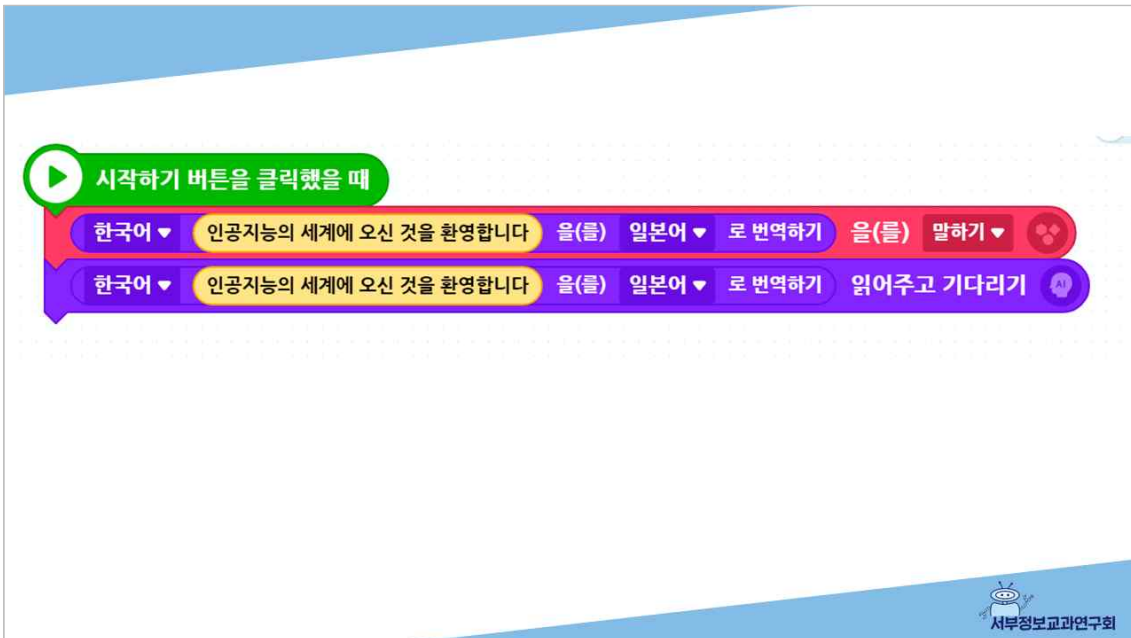 시작하기 버튼을 클릭했을 때
한국어 인공지능의 세계에 오신 것을 환영합니다 을(를) 일본어 로 번역하기 을(를) 말하기
한국어 인공지능의 세계에 오신 것을 환영합니다 을(를) 일본어 로 번역하기 읽어주고 기다리기 AI
서부정보교과연구회